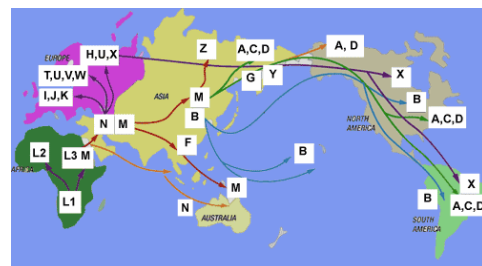 Z
A,C,D
A, D
H,U,X
EUROPE
T,U,V,W
G
Y
X
ASIA
M
B
I,J,K
B
N M
NORTH
AMERICA
A,C,D
F
L2
L3 M
B
AFRICA
M
X
L1
N
AUSTRALIA
B
SOUTH
AMERICA
A,C,D